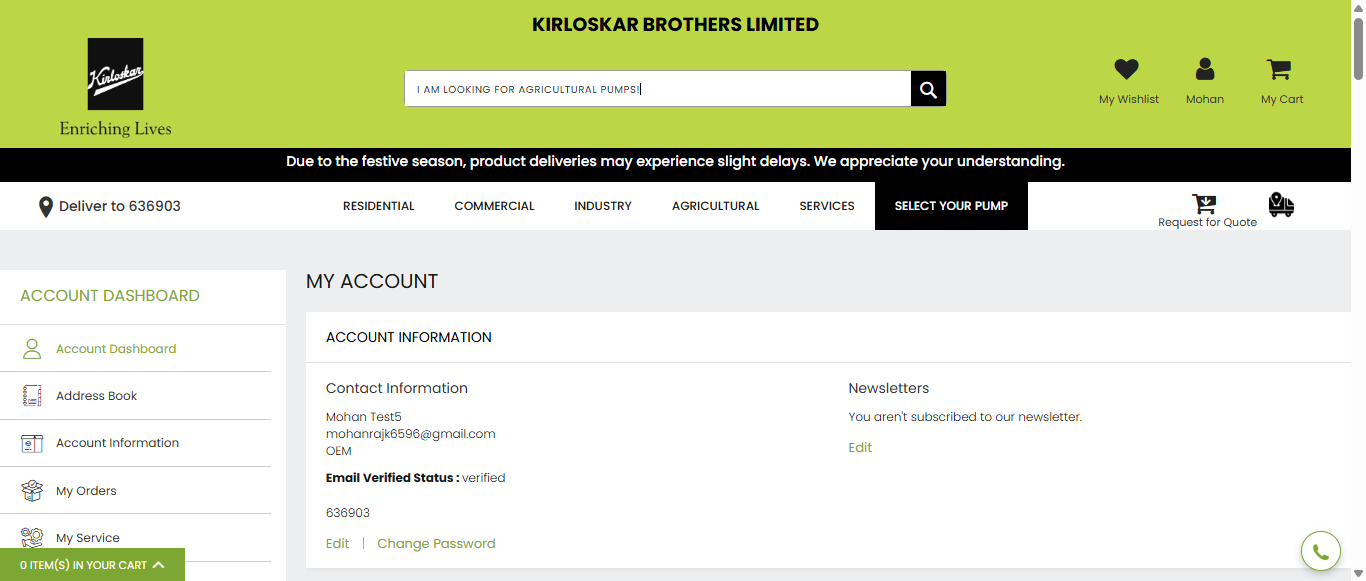 KIRLOSKAR BROTHERS LIMITED
Kirloskar
Enriching Lives
I AM LOOKING FOR AGRICULTURAL PUMPS!
My Wishlist
Mohan
My Cart
Due to the festive season, product deliveries may experience slight delays. We appreciate your understanding.
Deliver to 636903
RESIDENTIAL
COMMERCIAL
INDUSTRY
AGRICULTURAL
SERVICES
SELECT YOUR PUMP
Request for Quote
ACCOUNT DASHBOARD
Account Dashboard
Address Book
Account Information
My Orders
My Service
0 ITEM(S) IN YOUR CART
MY ACCOUNT
ACCOUNT INFORMATION
Contact Information
Mohan Test5
mohanrajk6596@gmail.com
OEM
Email Verified Status : verified
636903
Edit | Change Password
Newsletters
You aren't subscribed to our newsletter.
Edit